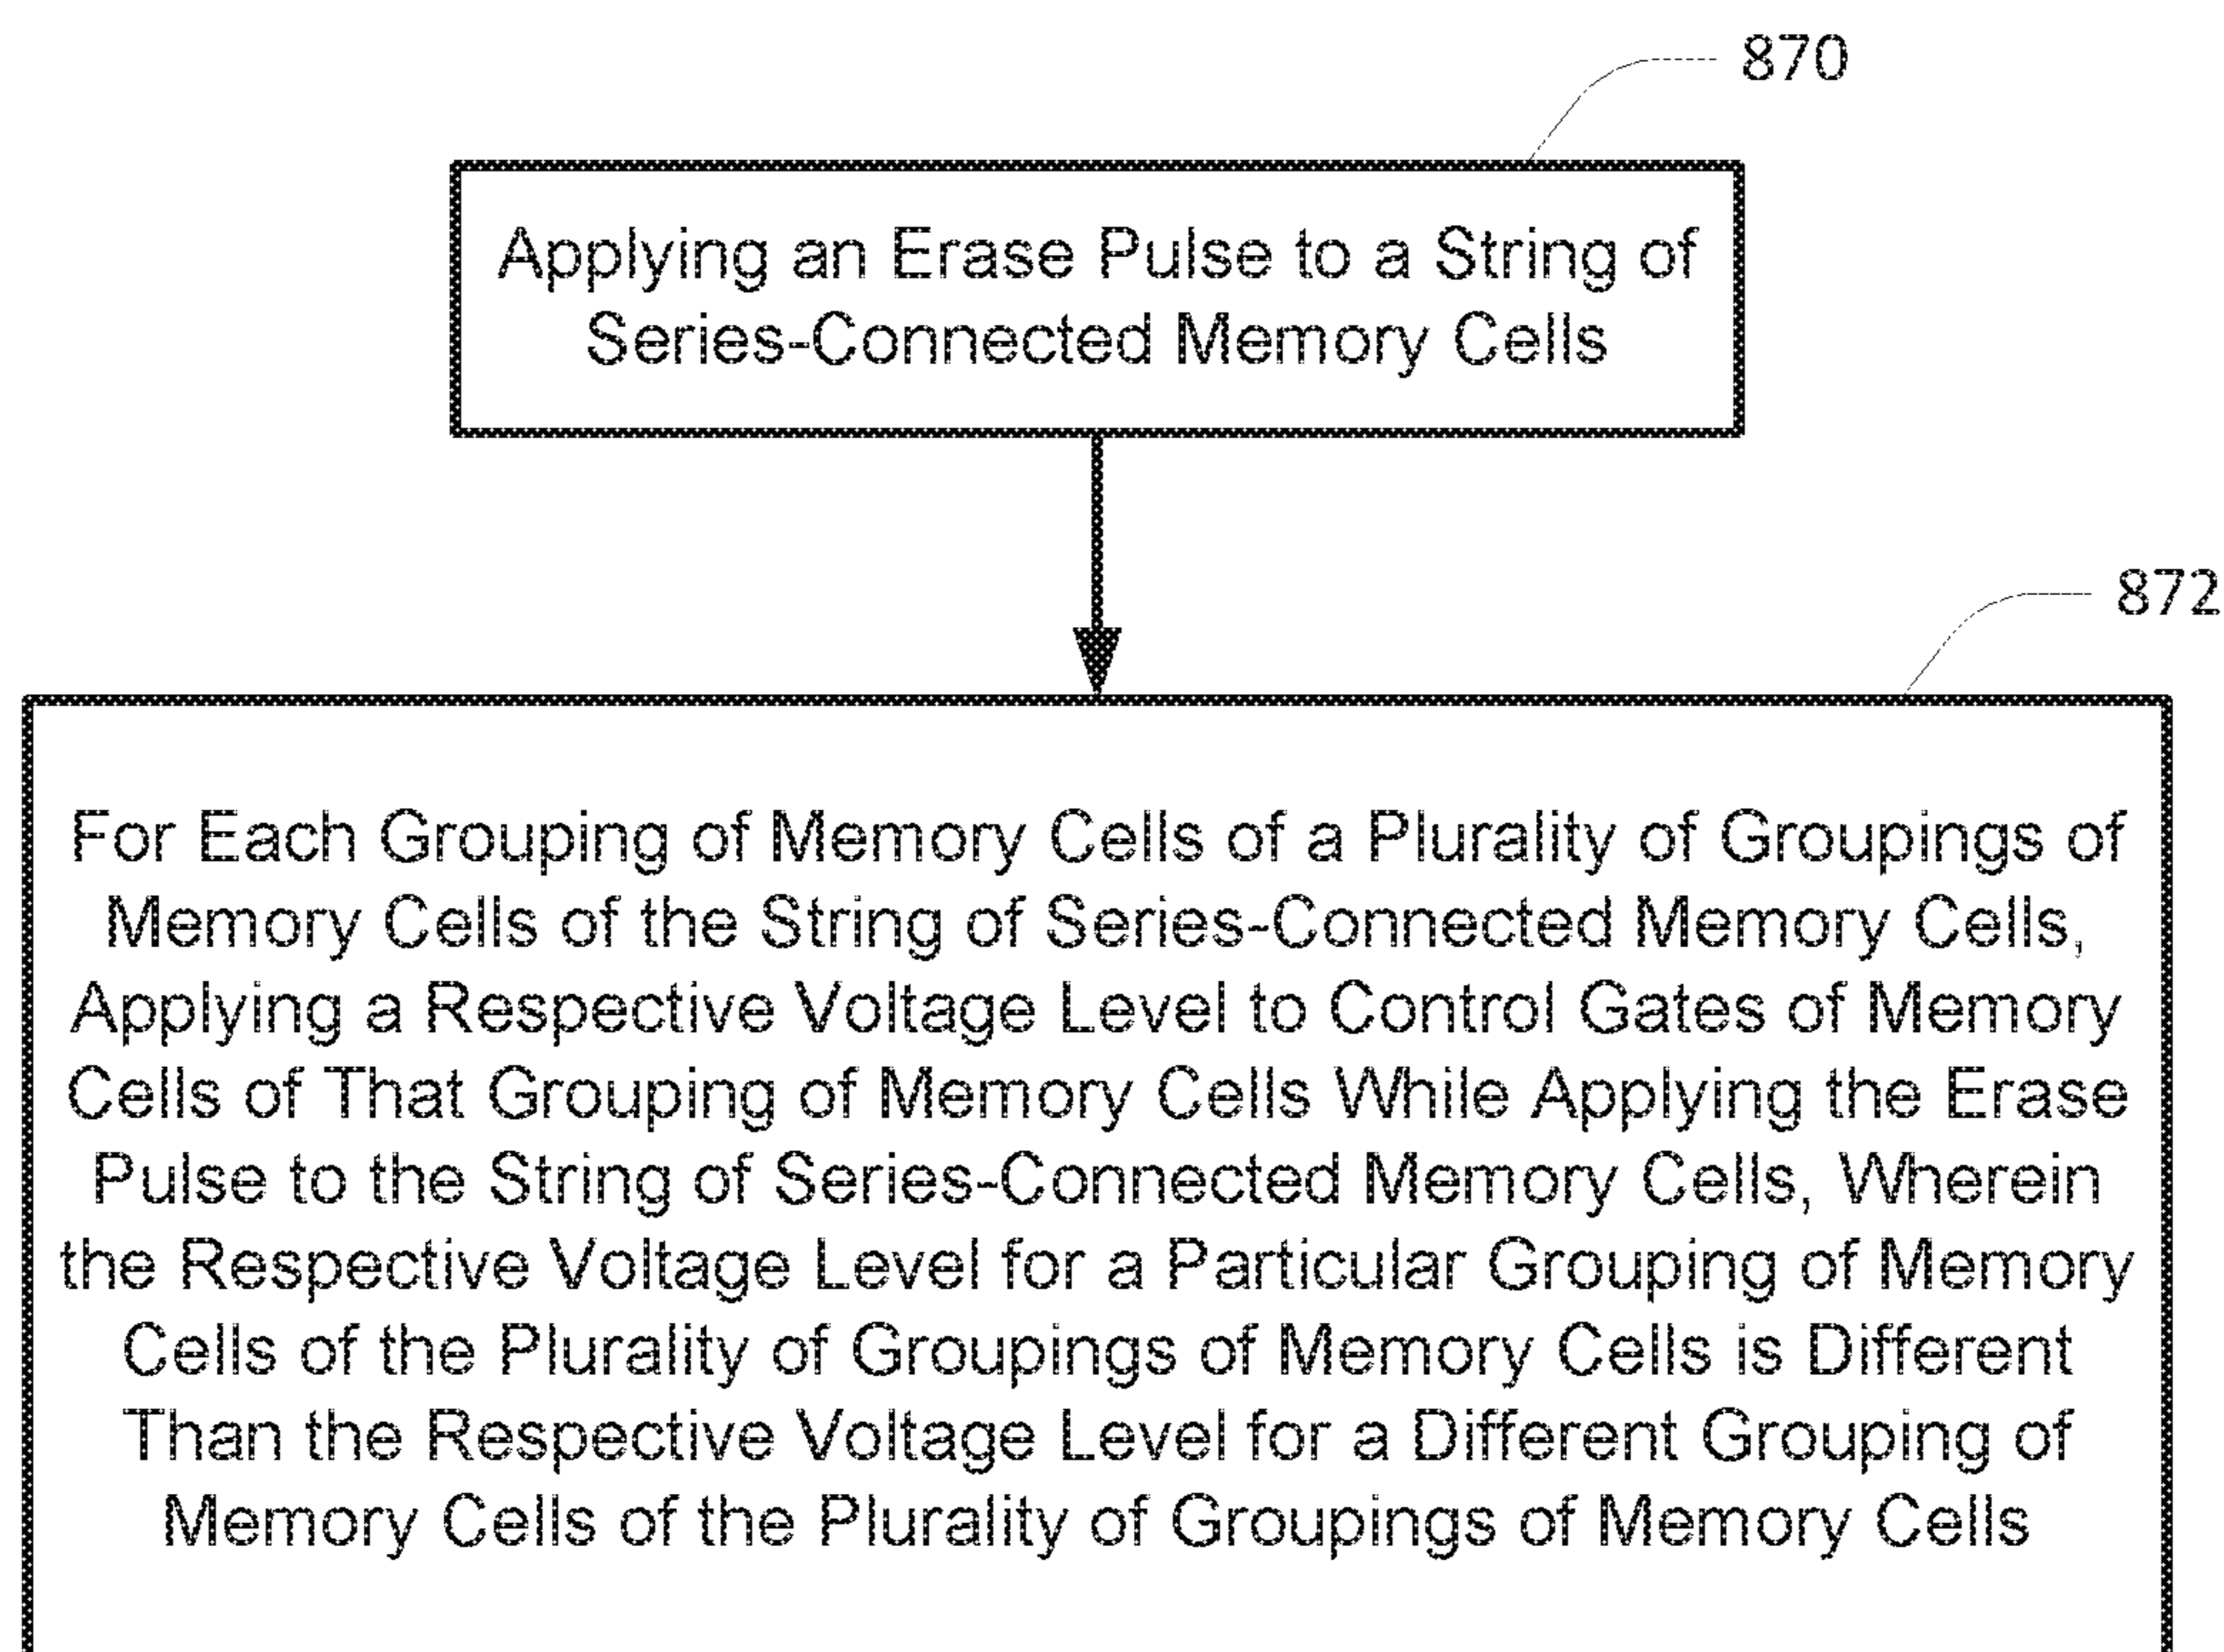 870
Applying an Erase Pulse to a String of
Series-Connected Memory Cells
872
For Each Grouping of Memory Cells of a Plurality of Groupings of
Memory Cells of the String of Series-Connected Memory Cells,
Applying a Respective Voltage Level to Control Gates of Memory
Cells of That Grouping of Memory Cells While Applying the Erase
Pulse to the String of Series-Connected Memory Cells, Wherein
the Respective Voltage Level for a Particular Grouping of Memory
Cells of the Plurality of Groupings of Memory Cells is Different
Than the Respective Voltage Level for a Different Grouping of
Memory Cells of the Plurality of Groupings of Memory Cells